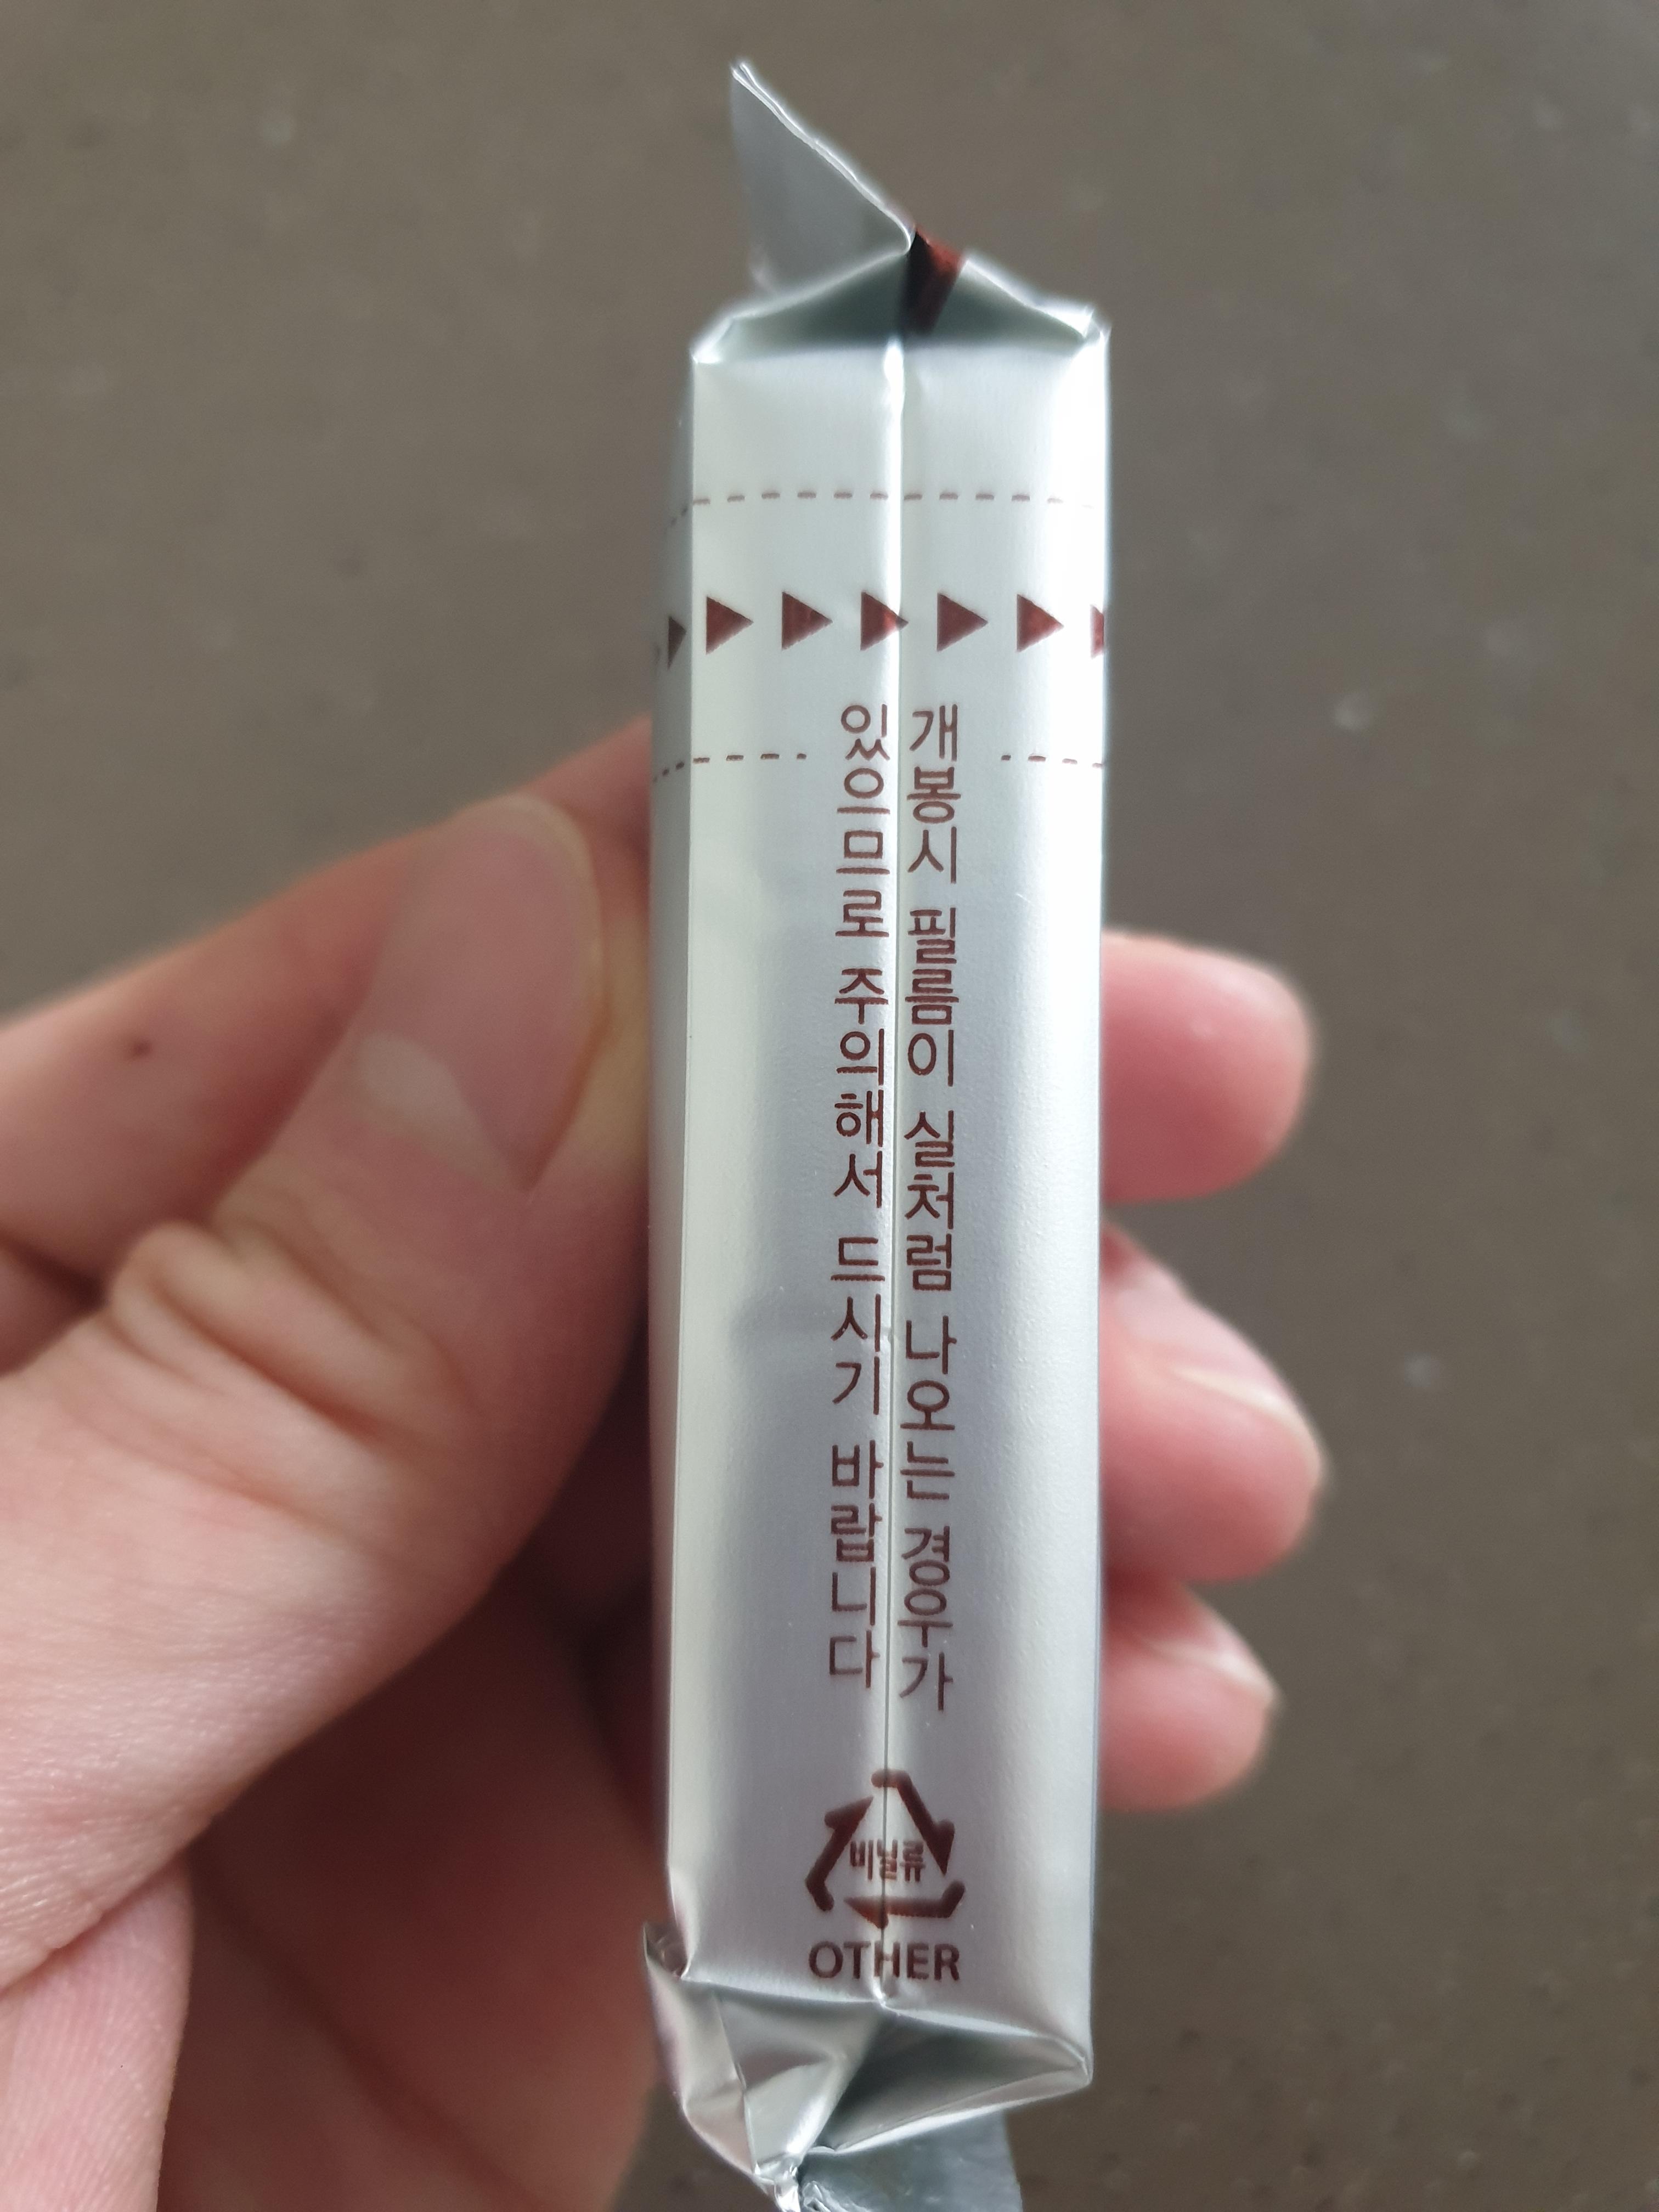 개봉시 필름이 실처럼 나오는 경우가
있으므로 주의해서 드시기 바랍니다
비닐류
OTHER